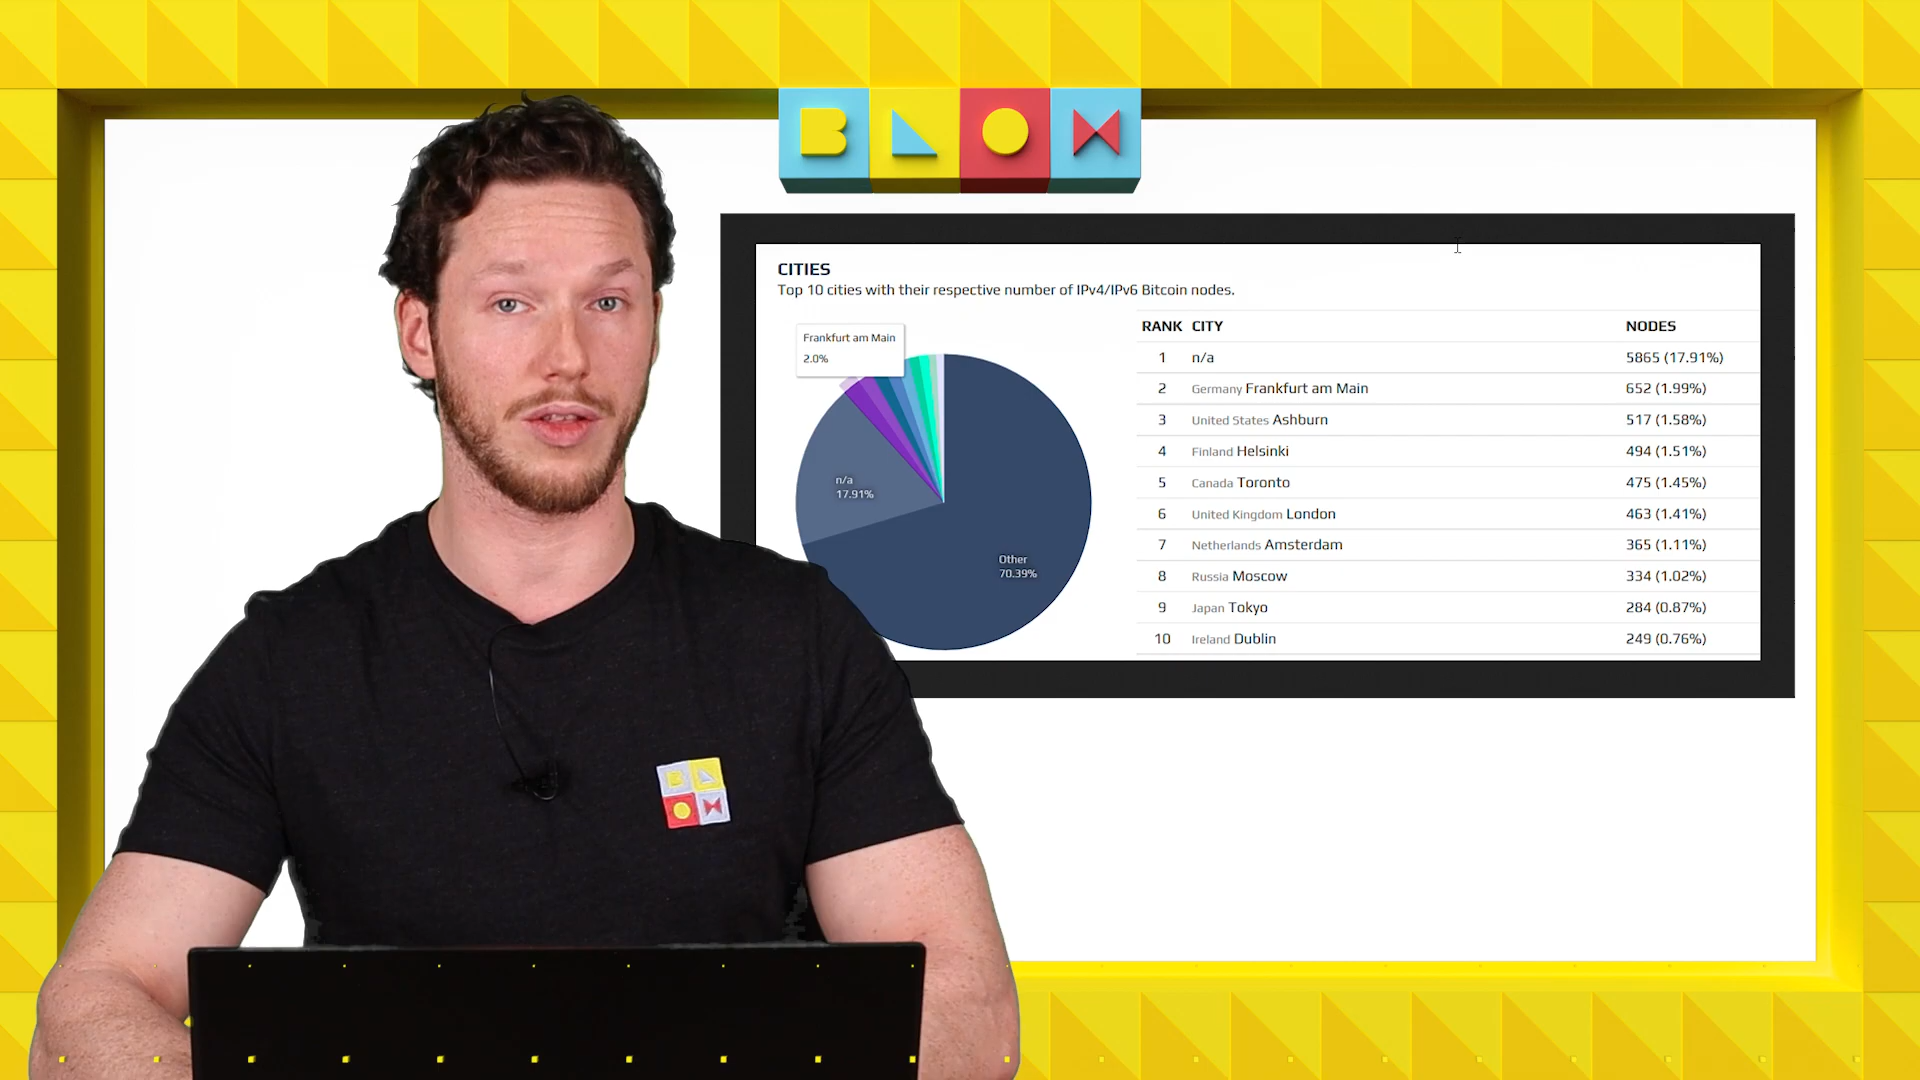 BLOW
CITIES
Top 10 cities with their respective number of IPv4/IPv6 Bitcoin nodes.
Frankfurt am Main
2.0%
n/a
17.91%
Other
70.39%
RANK CITY NODES
1 n/a 5865 (17.91%)
2 Germany Frankfurt am Main 652 (1.99%)
3 United States Ashburn 517 (1.58%)
4 Finland Helsinki 494 (1.51%)
5 Canada Toronto 475 (1.45%)
6 United Kingdom London 463 (1.41%)
7 Netherlands Amsterdam 365 (1.11%)
8 Russia Moscow 334 (1.02%)
9 Japan Tokyo 284 (0.87%)
10 Ireland Dublin 249 (0.76%)